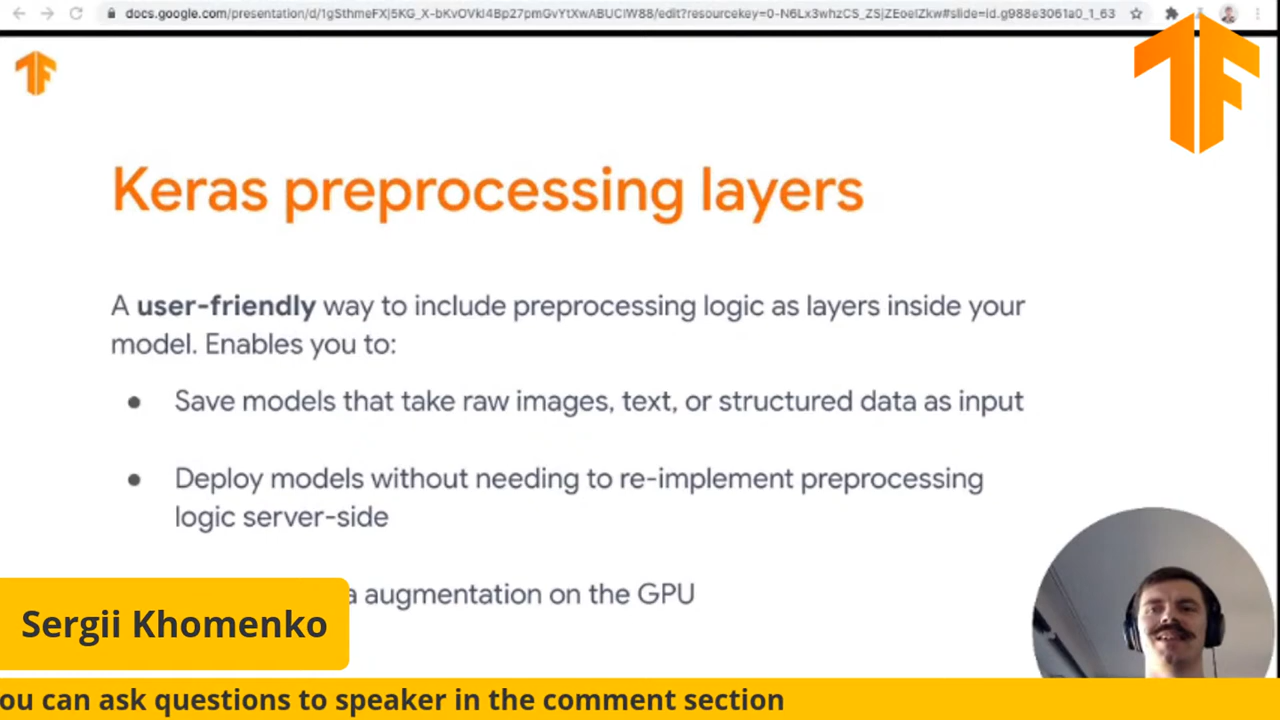 docs.google.com/presentation/d/1gSthmeFXj5KG_X-bKvOVkI4Bp27pmGvYtXwABUCIW88/edit?resourcekey=0-N6Lx3whzCS_ZSjZEoeIZkw#slide=id.g988e3061a0_1_63
Keras preprocessing layers
A user-friendly way to include preprocessing logic as layers inside your
model. Enables you to:
● Save models that take raw images, text, or structured data as input
● Deploy models without needing to re-implement preprocessing
logic server-side
a augmentation on the GPU
Sergii Khomenko
ou can ask questions to speaker in the comment section